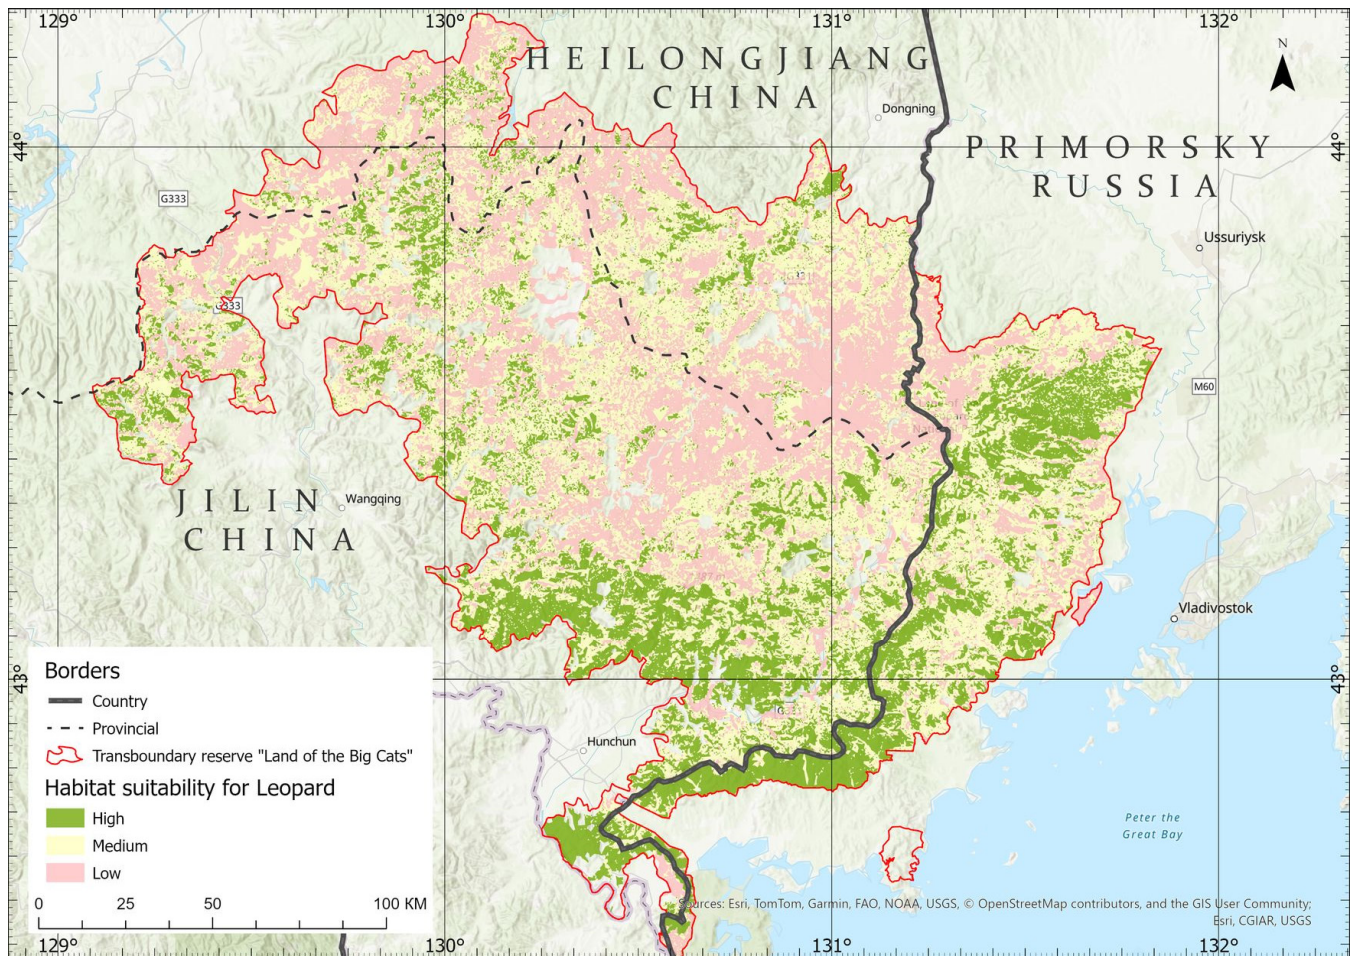 129°
130°
131°
132°
HEILONGJIANG
CHINA
N
Dongning
44°
44°
PRIMORSKY
RUSSIA
G333
Ussuriysk
G333
M60
JILIN
CHINA
Wangqing
Vladivostok
43°
43°
Hunchun
Peter the
Great Bay
Borders
Country
Provincial
Transboundary reserve "Land of the Big Cats"
Habitat suitability for Leopard
High
Medium
Low
0 25 50 100 KM
Sources: Esri, TomTom, Garmin, FAO, NOAA, USGS, © OpenStreetMap contributors, and the GIS User Community;
Esri, CGIAR, USGS
129°
130°
131°
132°